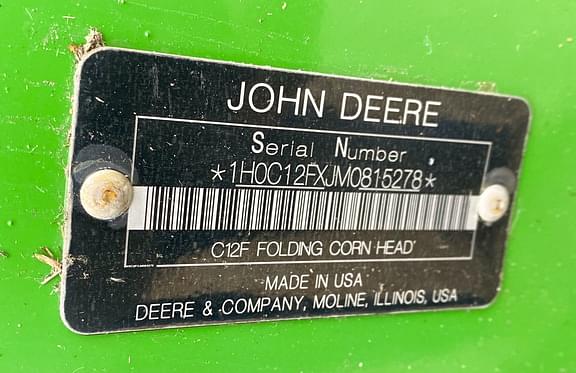 JOHN DEERE
Serial Number
*1H0C12FXJM0815278*
C12F FOLDING CORN HEAD
MADE IN USA
DEERE & COMPANY, MOLINE, ILLINOIS, USA